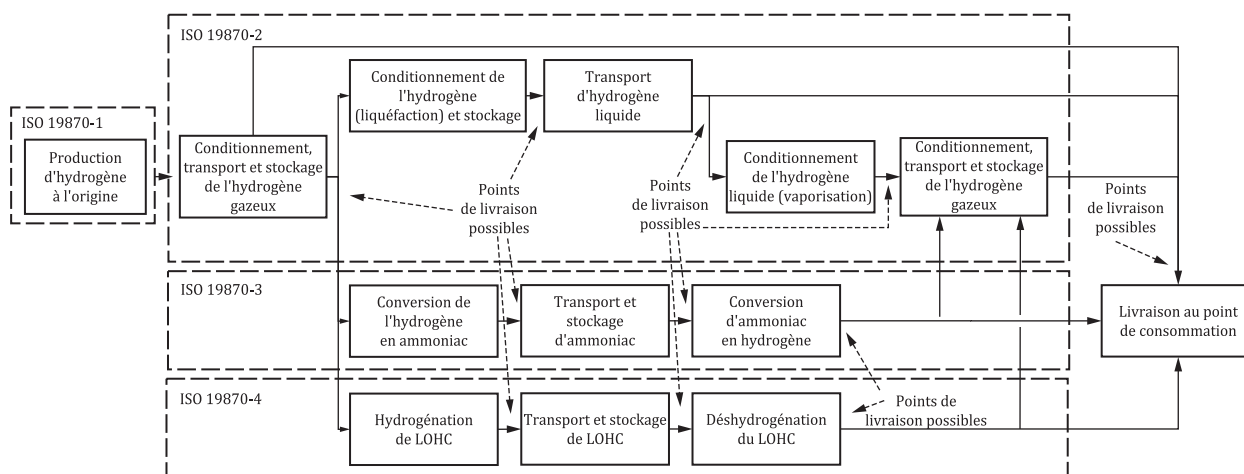 ISO 19870-2
ISO 19870-1
Production
d'hydrogène
à l'origine
Conditionnement,
transport et stockage
de l'hydrogène
gazeux
Conditionnement de
l'hydrogène
(liquéfaction) et stockage
Transport
d'hydrogène
liquide
Conditionnement
de l'hydrogène
liquide (vaporisation)
Conditionnement,
transport et stockage
de l'hydrogène
gazeux
Points
de livraison
possibles
Points
de livraison
possibles
Points
de livraison
possibles
ISO 19870-3
Conversion de
l'hydrogène
en ammoniac
Transport et
stockage
d'ammoniac
Conversion
d'ammoniac
en hydrogène
Livraison au point
de consommation
ISO 19870-4
Hydrogénation
de LOHC
Transport et stockage
de LOHC
Déshydrogénation
du LOHC
Points de
livraison possibles